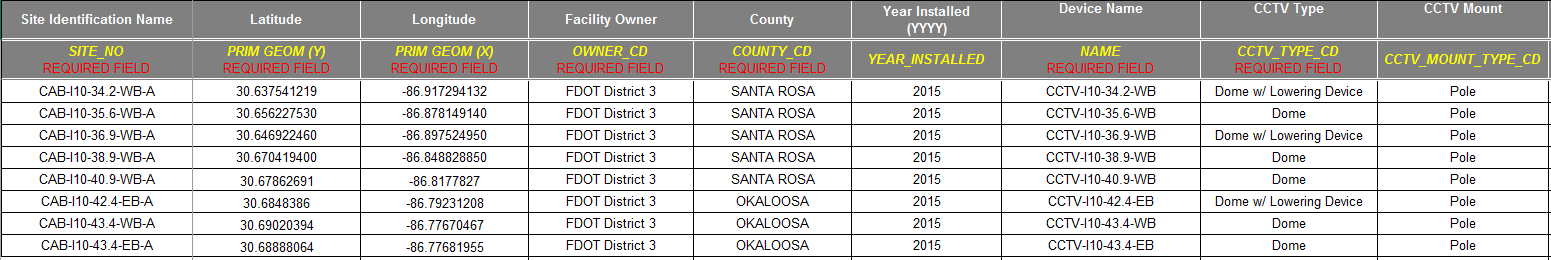 Site Identification Name Latitude Longitude Facility Owner County Year Installed (YYYY) Device Name CCTV Type CCTV Mount
SITE_NO REQUIRED FIELD PRIM GEOM (Y) REQUIRED FIELD PRIM GEOM (X) REQUIRED FIELD OWNER_CD REQUIRED FIELD COUNTY_CD REQUIRED FIELD YEAR_INSTALLED NAME REQUIRED FIELD CCTV_TYPE_CD REQUIRED FIELD CCTV_MOUNT_TYPE_CD
CAB-I10-34.2-WB-A 30.637541219 -86.917294132 FDOT District 3 SANTA ROSA 2015 CCTV-I10-34.2-WB Dome w/ Lowering Device Pole
CAB-I10-35.6-WB-A 30.656227530 -86.878149140 FDOT District 3 SANTA ROSA 2015 CCTV-I10-35.6-WB Dome Pole
CAB-I10-36.9-WB-A 30.646922460 -86.897524950 FDOT District 3 SANTA ROSA 2015 CCTV-I10-36.9-WB Dome w/ Lowering Device Pole
CAB-I10-38.9-WB-A 30.670419400 -86.848828850 FDOT District 3 SANTA ROSA 2015 CCTV-I10-38.9-WB Dome Pole
CAB-I10-40.9-WB-A 30.67862691 -86.8177827 FDOT District 3 SANTA ROSA 2015 CCTV-I10-40.9-WB Dome Pole
CAB-I10-42.4-EB-A 30.6848386 -86.79231208 FDOT District 3 OKALOOSA 2015 CCTV-I10-42.4-EB Dome w/ Lowering Device Pole
CAB-I10-43.4-WB-A 30.69020394 -86.77670467 FDOT District 3 OKALOOSA 2015 CCTV-I10-43.4-WB Dome Pole
CAB-I10-43.4-EB-A 30.68888064 -86.77681955 FDOT District 3 OKALOOSA 2015 CCTV-I10-43.4-EB Dome Pole